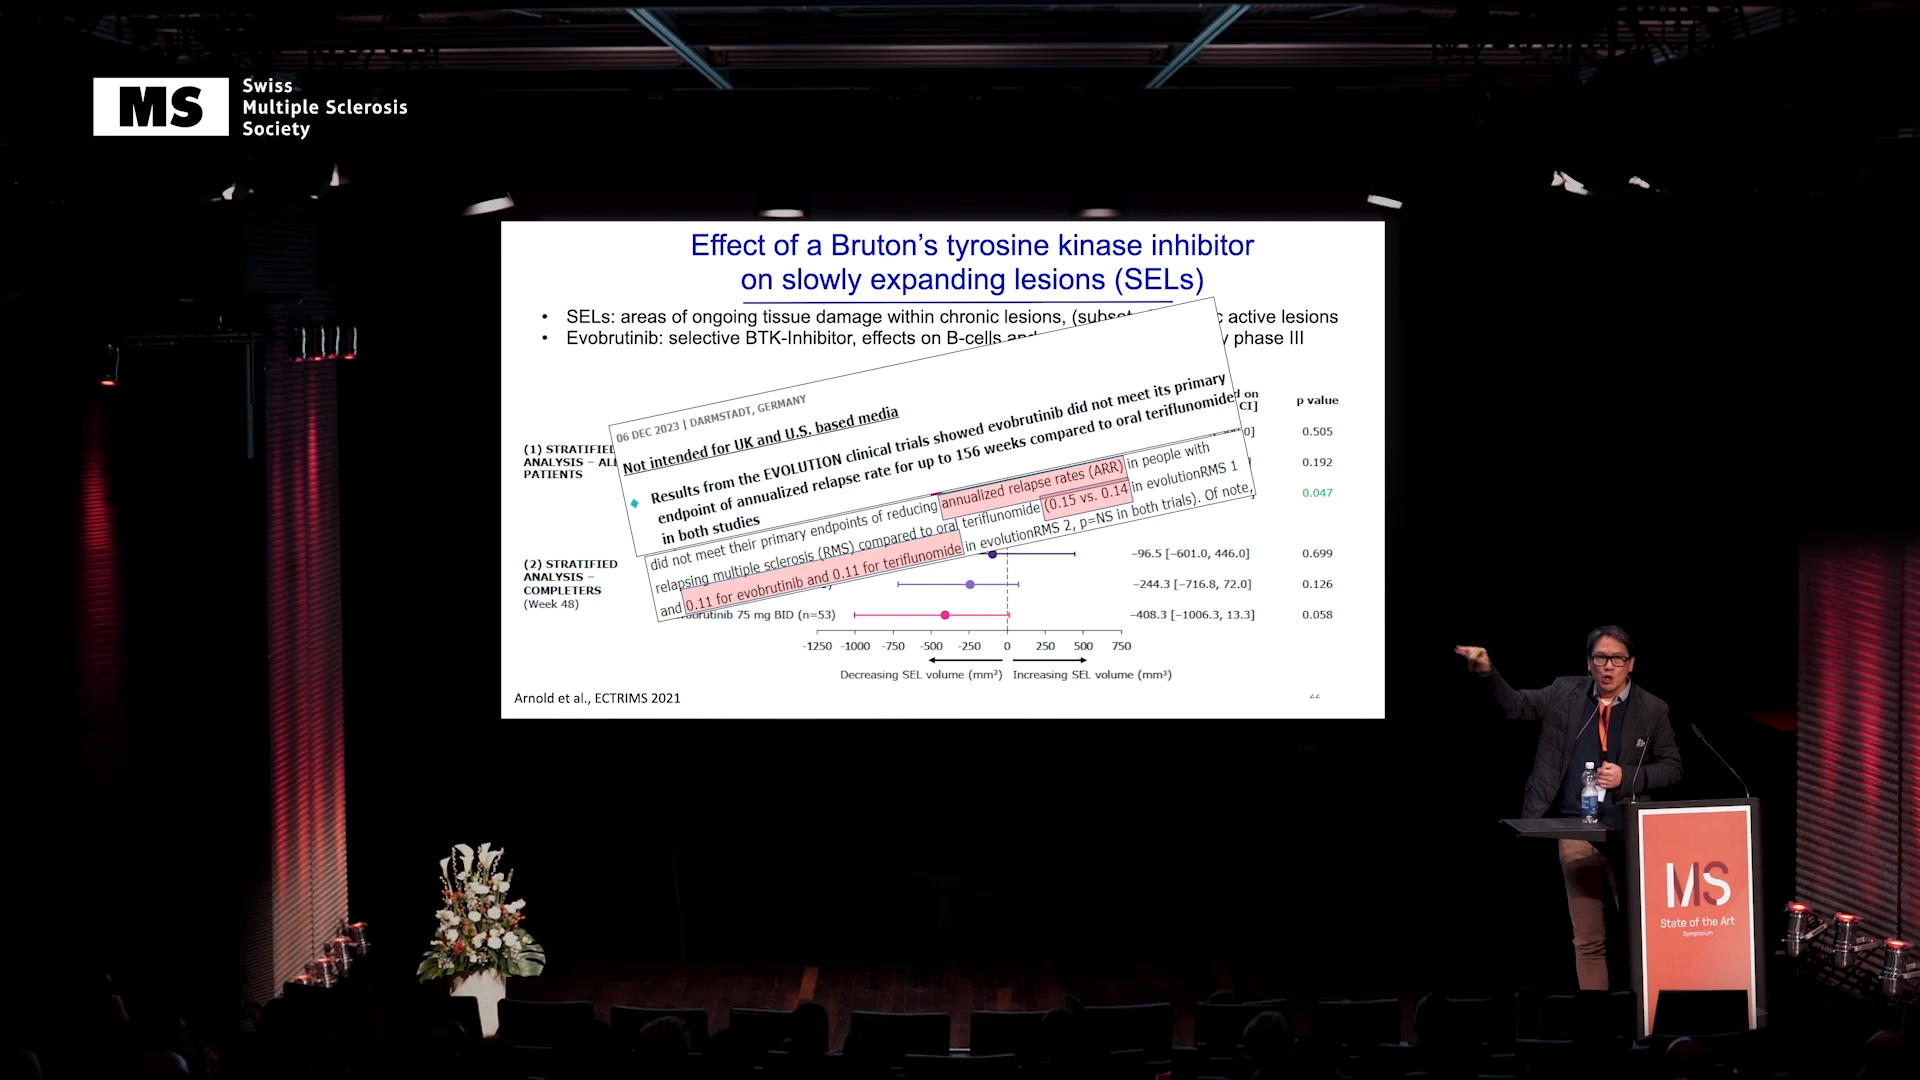 MS
Swiss
Multiple Sclerosis
Society
Effect of a Bruton’s tyrosine kinase inhibitor
on slowly expanding lesions (SELs)
• SELs: areas of ongoing tissue damage within chronic lesions, active lesions
• Evobrutinib: selective BTK-Inhibitor, effects on B-cells phase III
06 DEC 2023 | DARMSTADT, GERMANY
Not intended for UK and U.S. based media
Results from the EVOLUTION clinical trials showed evobrutinib did not meet its primary
endpoint of annualized relapse rate for up to 156 weeks compared to oral teriflunomide
in both studies
did not meet their primary endpoints of reducing annualized relapse rates (ARR) in people with
relapsing multiple sclerosis (RMS) compared to oral teriflunomide (0.15 vs. 0.14 in evolutionRMS 1
and 0.11 for evobrutinib and 0.11 for teriflunomide in evolutionRMS 2, p=NS in both trials). Of note,
on
CI]
p value
(1) STRATIFIED
ANALYSIS – ALL
PATIENTS
0.505
0.192
0.047
(2) STRATIFIED
ANALYSIS –
COMPLETERS
(Week 48)
−96.5 [−601.0, 446.0] 0.699
−244.3 [−716.8, 72.0] 0.126
75 mg BID (n=53) −408.3 [−1006.3, 13.3] 0.058
-1250 -1000 -750 -500 -250 0 250 500 750
Decreasing SEL volume (mm³) Increasing SEL volume (mm³)
Arnold et al., ECTRIMS 2021
MS
State of the Art
Symposium